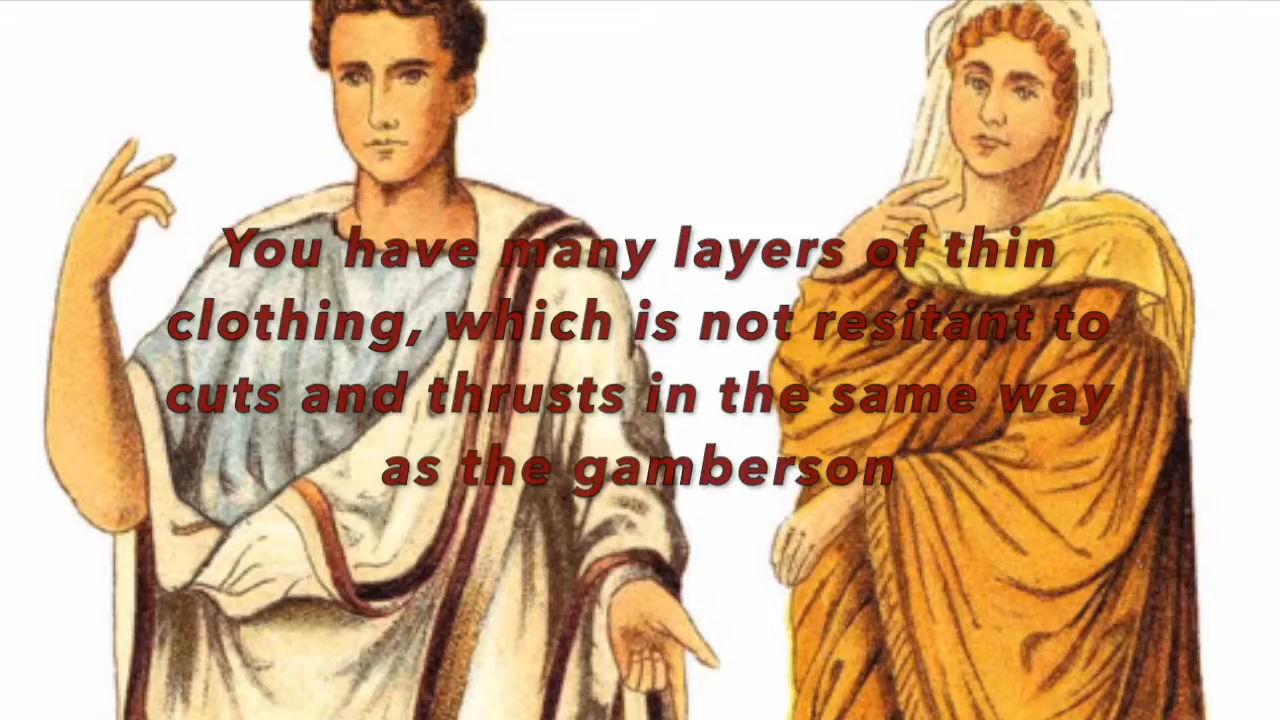 You have many layers of thin
clothing, which is not resitant to
cuts and thrusts in the same way
as the gamberson